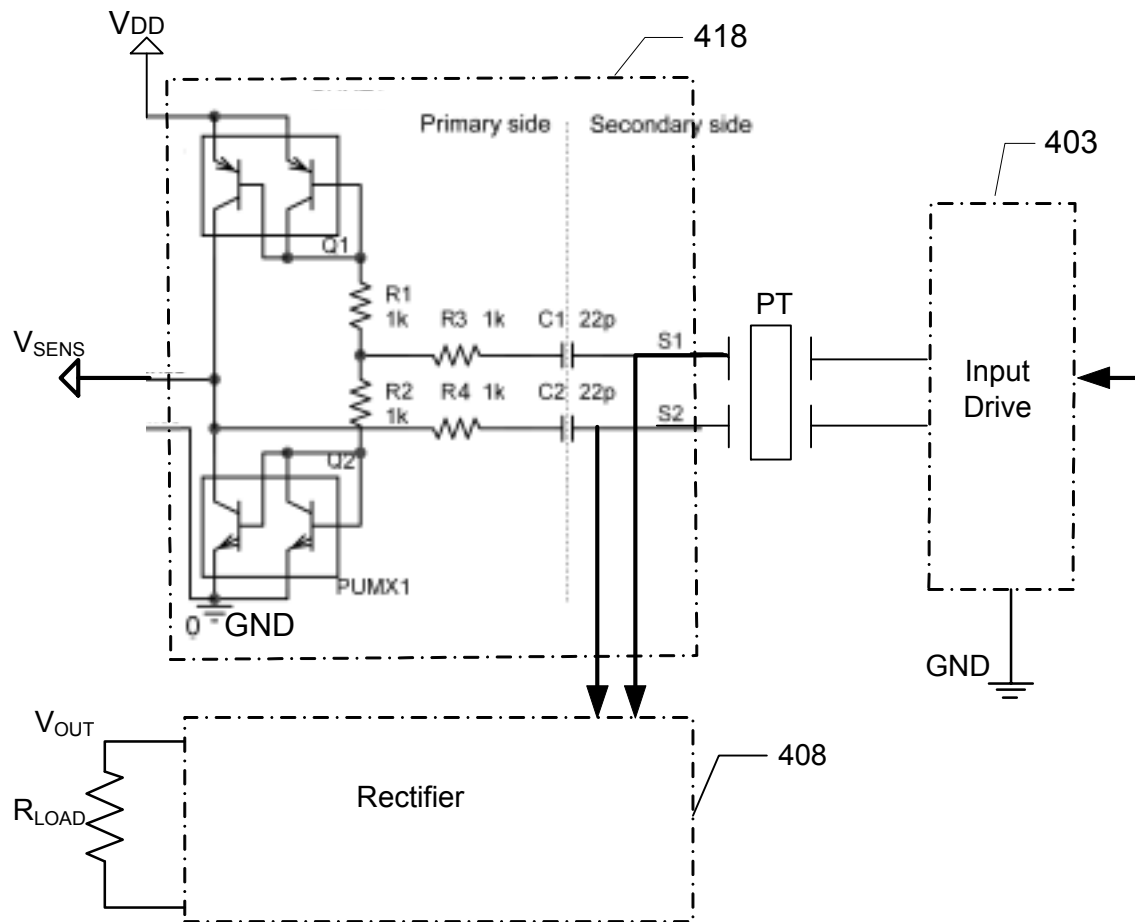 VDD
418
Primary side
Secondary side
403
Q1
R1
1k
R3 1k
C1 22p
S1
PT
VSENS
Input
Drive
R2
1k
R4 1k
C2 22p
S2
Q2
PUMX1
0 GND
GND
VOUT
408
Rectifier
RLOAD